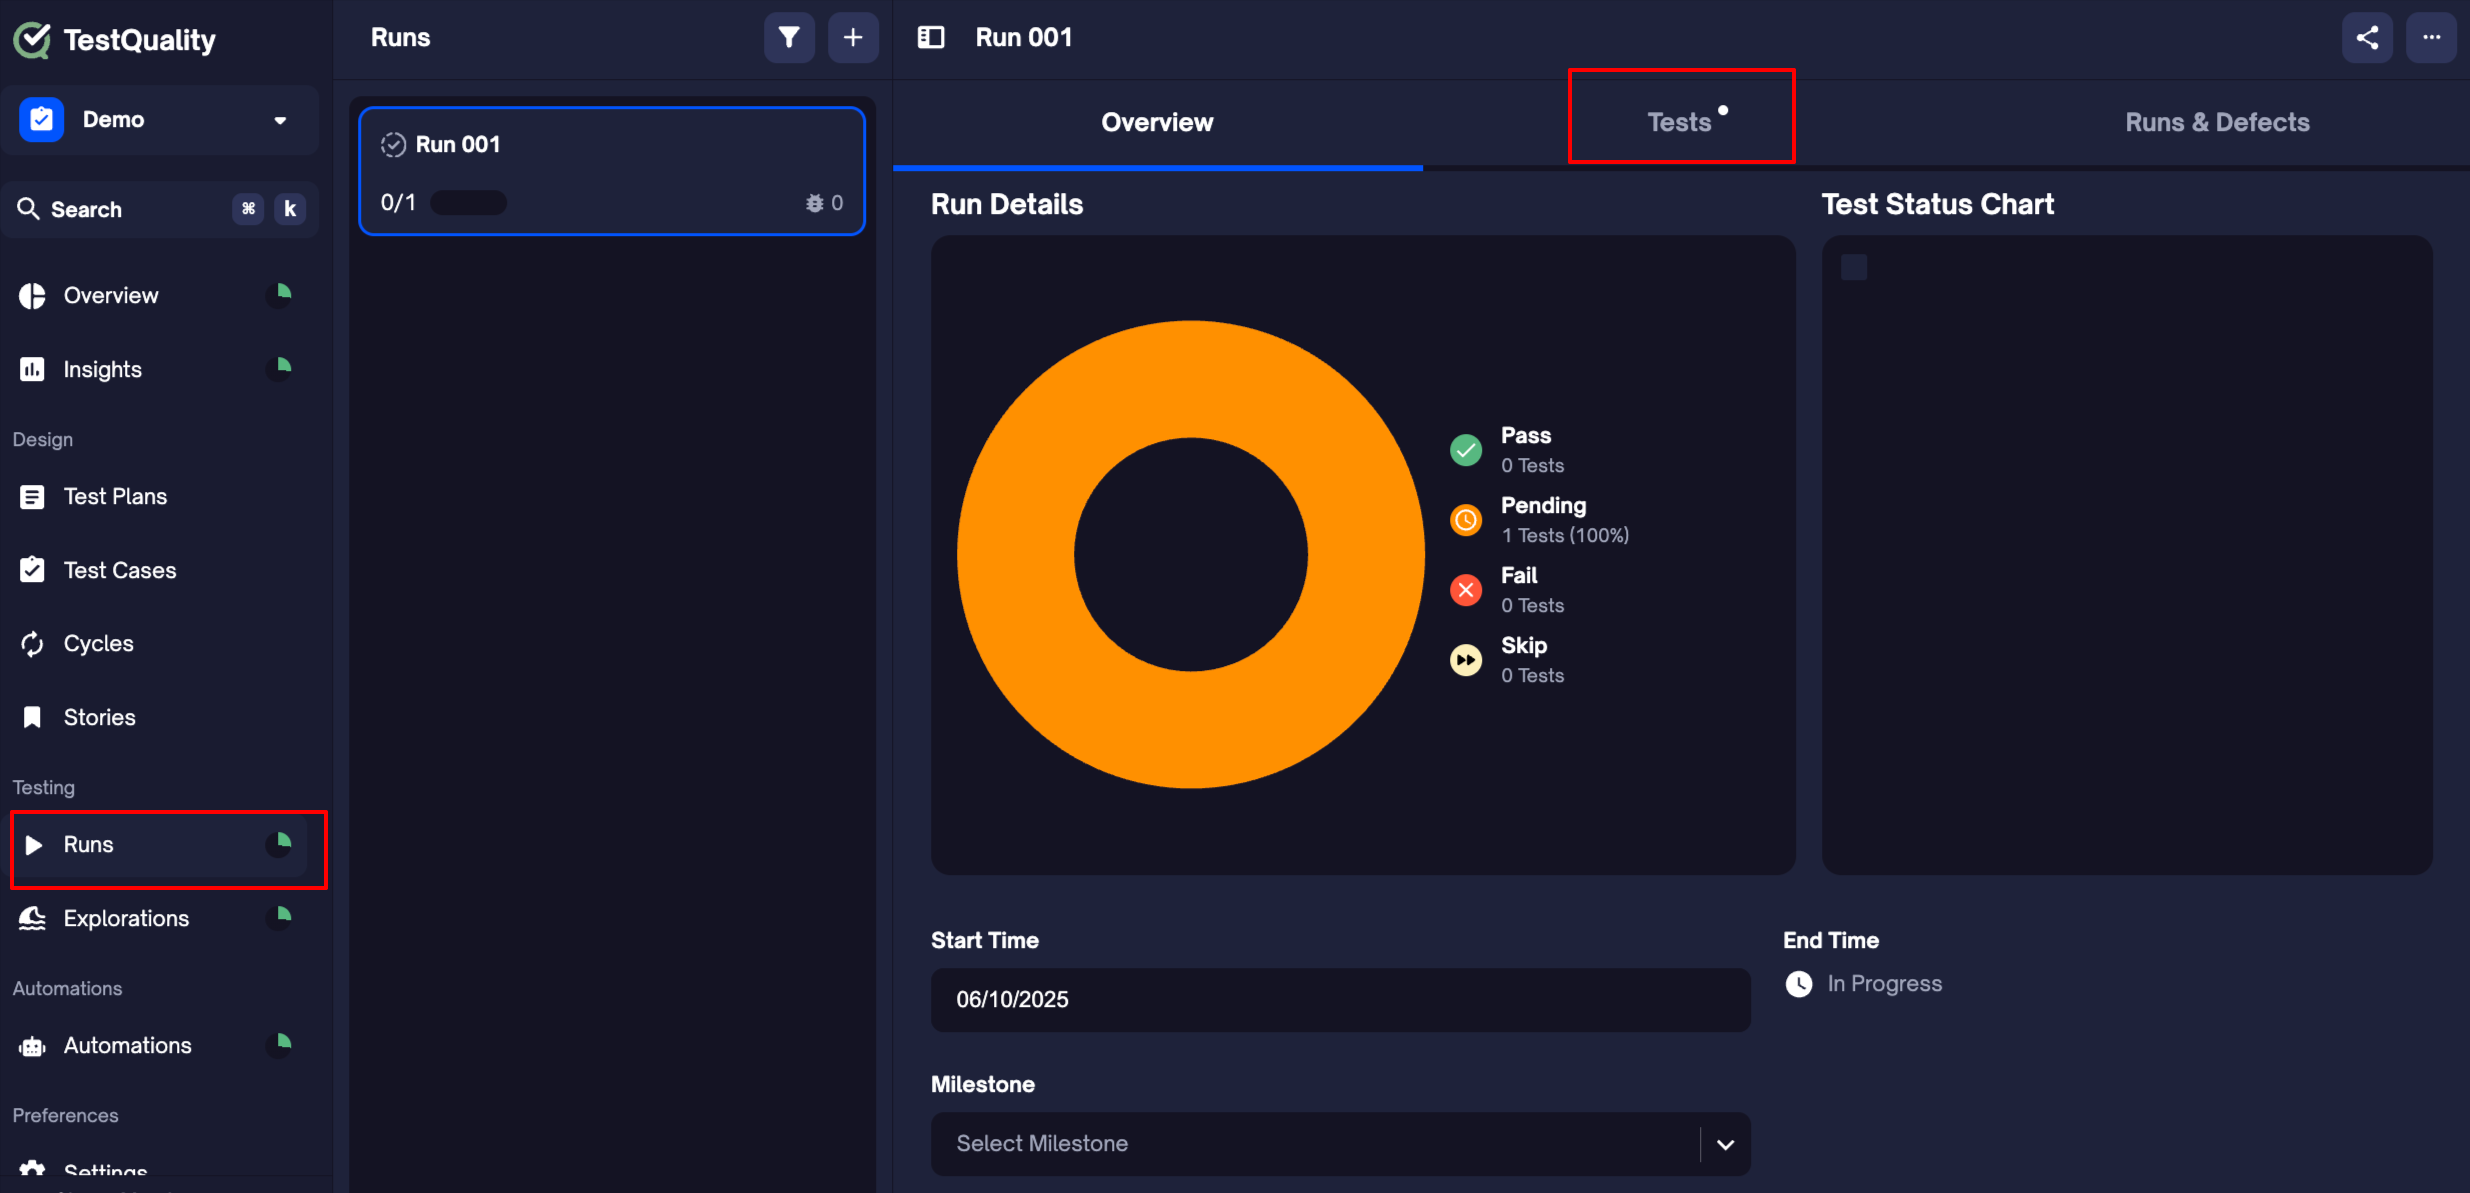 TestQuality
Demo
Search ⌘ k
Overview
Insights
Design
Test Plans
Test Cases
Cycles
Stories
Testing
Runs
Explorations
Automations
Automations
Preferences
Settings
Runs
Run 001
0/1
0
Run 001
Overview
Tests
Runs & Defects
Run Details
Pass
0 Tests
Pending
1 Tests (100%)
Fail
0 Tests
Skip
0 Tests
Test Status Chart
Start Time
06/10/2025
End Time
In Progress
Milestone
Select Milestone